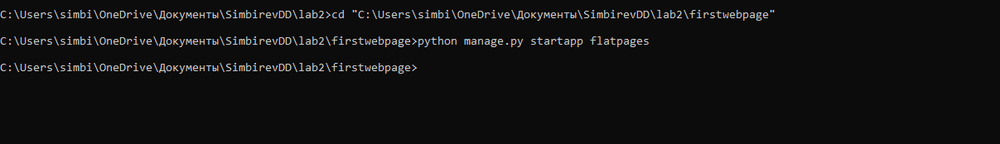 C:\Users\simbi\OneDrive\Документы\SimbirevDD\lab2>cd "C:\Users\simbi\OneDrive\Документы\SimbirevDD\lab2\firstwebpage"
C:\Users\simbi\OneDrive\Документы\SimbirevDD\lab2\firstwebpage>python manage.py startapp flatpages
C:\Users\simbi\OneDrive\Документы\SimbirevDD\lab2\firstwebpage>